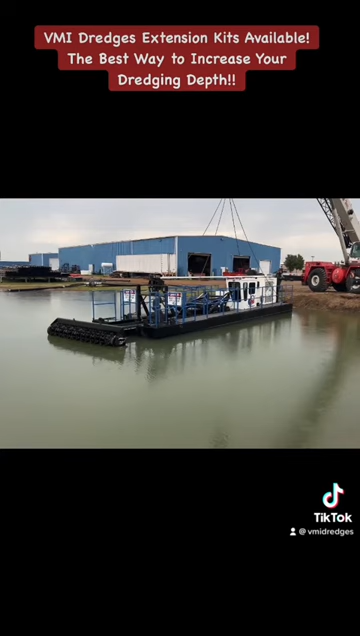 VMI Dredges Extension Kits Available!
The Best Way to Increase Your
Dredging Depth!!
TikTok
@vmidredges